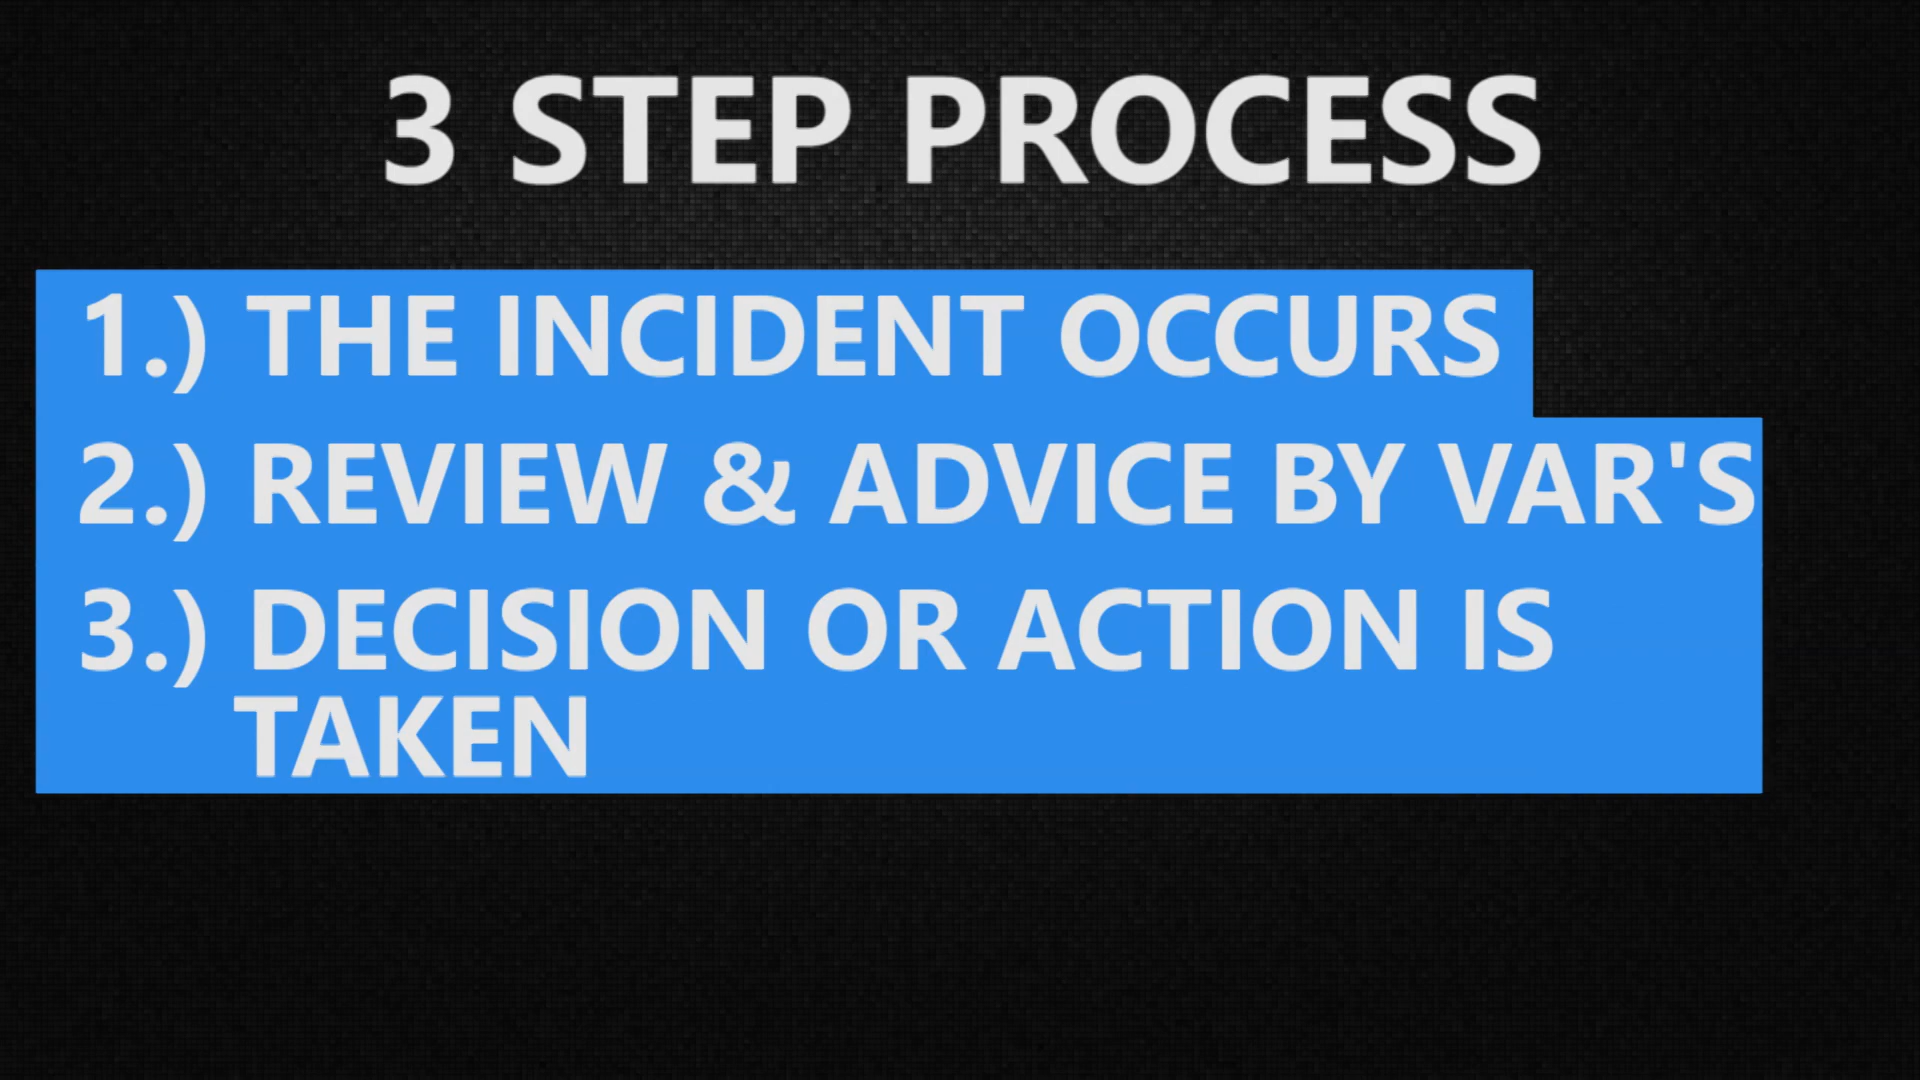 3 STEP PROCESS
1.) THE INCIDENT OCCURS
2.) REVIEW & ADVICE BY VAR'S
3.) DECISION OR ACTION IS
TAKEN